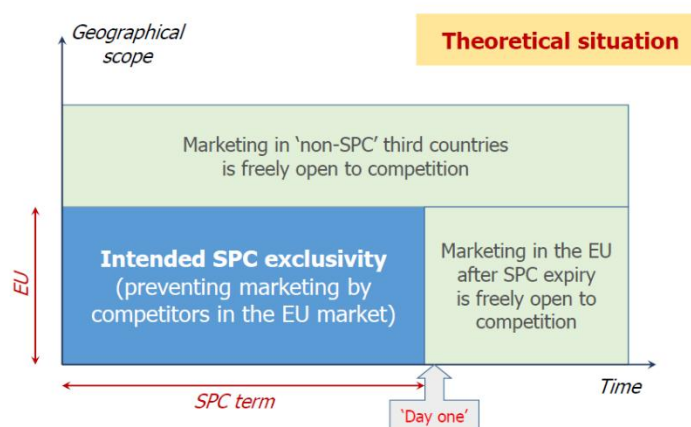 Geographical
scope
Theoretical situation
Marketing in ‘non-SPC’ third countries
is freely open to competition
EU
Intended SPC exclusivity
(preventing marketing by
competitors in the EU market)
Marketing in the EU
after SPC expiry
is freely open to
competition
SPC term
Time
‘Day one’